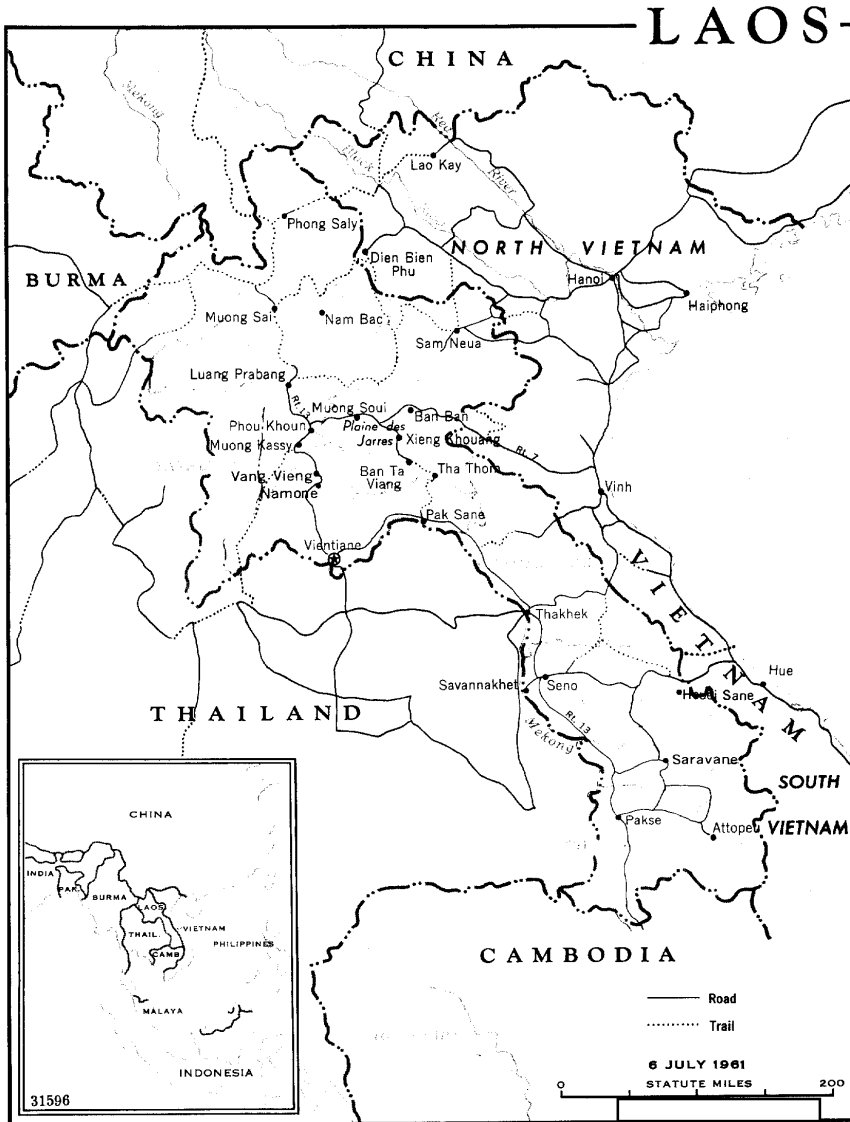 LAOS
CHINA
Mekong
Red
River
Black
Lao Kay
Phong Saly
NORTH VIETNAM
Dien Bien
Phu
BURMA
Hanoi
Haiphong
Muong Sai
Nam Bac
Sam Neua
Luang Prabang
Rt. 13
Muong Soui
Ban Ban
Phou Khoun
Plaine des
Jarres
Xieng Khouang
Rt. 7
Muong Kassy
Vang Vieng
Ban Ta
Viang
Tha Thom
Namone
Vinh
Pak Sane
Vientiane
VIETNAM
Thakhek
Hue
Savannakhet
Seno
THAILAND
Rt. 13
Mekong
Saravane
SOUTH
VIETNAM
Pakse
Attopeu
CHINA
INDIA
PAK.
BURMA
LAOS
THAIL.
VIETNAM
PHILIPPINES
CAMB.
MALAYA
INDONESIA
31596
CAMBODIA
Road
Trail
6 JULY 1961
STATUTE MILES
0 200